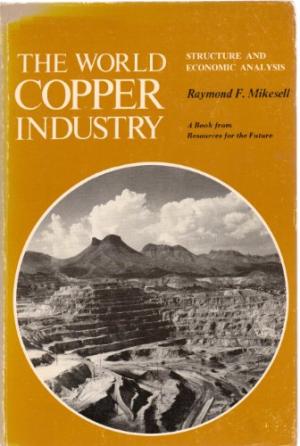 THE WORLD
COPPER
INDUSTRY
STRUCTURE AND
ECONOMIC ANALYSIS
Raymond F. Mikesell
A Book from
Resources for the Future